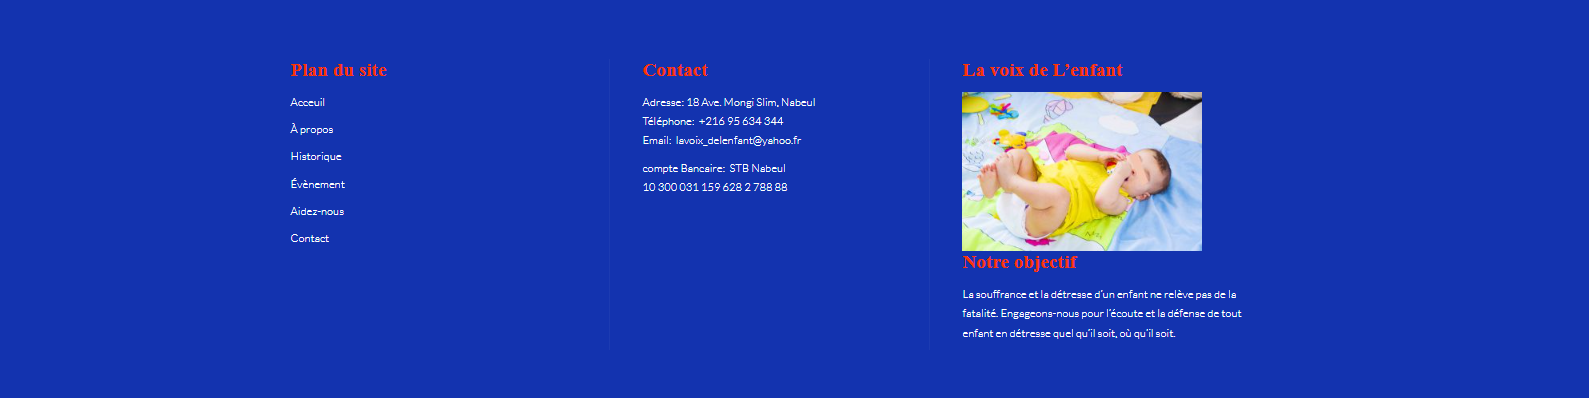 Plan du site
Acceuil
À propos
Historique
Évènement
Aidez-nous
Contact
Contact
Adresse: 18 Ave. Mongi Slim, Nabeul
Téléphone: +216 95 634 344
Email: lavoix_delenfant@yahoo.fr
compte Bancaire: STB Nabeul
10 300 031 159 628 2 788 88
La voix de L’enfant
Notre objectif
La souffrance et la détresse d’un enfant ne relève pas de la
fatalité. Engageons-nous pour l’écoute et la défense de tout
enfant en détresse quel qu’il soit, où qu’il soit.